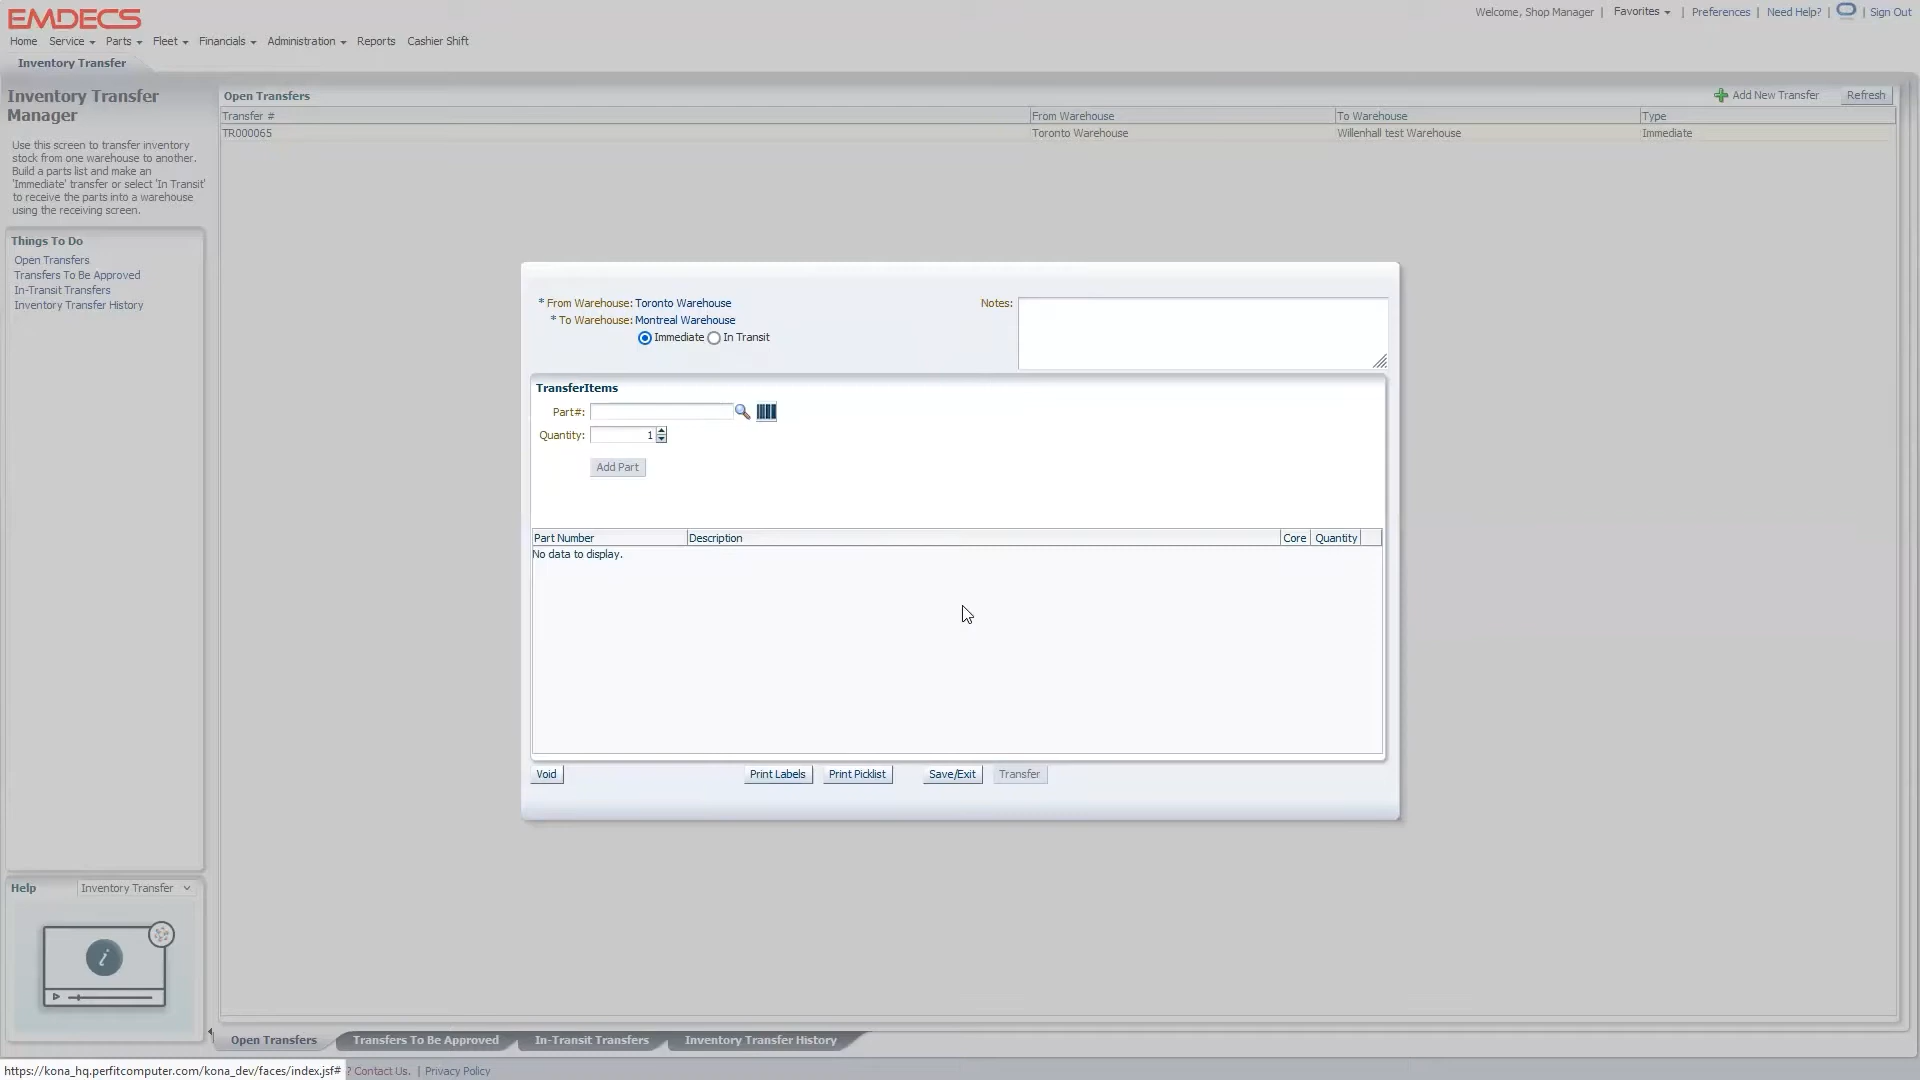 EMDECS
Welcome, Shop Manager | Favorites | Preferences | Need Help? | | Sign Out
Home Service Parts Fleet Financials Administration Reports Cashier Shift
Inventory Transfer
Inventory Transfer
Manager
Use this screen to transfer inventory
stock from one warehouse to another.
Build a parts list and make an
'Immediate' transfer or select 'In Transit'
to receive the parts into a warehouse
using the receiving screen.
Things To Do
Open Transfers
Transfers To Be Approved
In-Transit Transfers
Inventory Transfer History
Open Transfers
Add New Transfer Refresh
Transfer # From Warehouse To Warehouse Type
TR000065 Toronto Warehouse Willenhall test Warehouse Immediate
* From Warehouse: Toronto Warehouse
* To Warehouse: Montreal Warehouse
Immediate In Transit
Notes:
TransferItems
Part#:
Quantity: 1
Add Part
Part Number Description Core Quantity
No data to display.
Void Print Labels Print Picklist Save/Exit Transfer
Help Inventory Transfer
i
Open Transfers Transfers To Be Approved In-Transit Transfers Inventory Transfer History
https://kona_hq.perfitcomputer.com/kona_dev/faces/index.jsf# ? Contact Us. | Privacy Policy